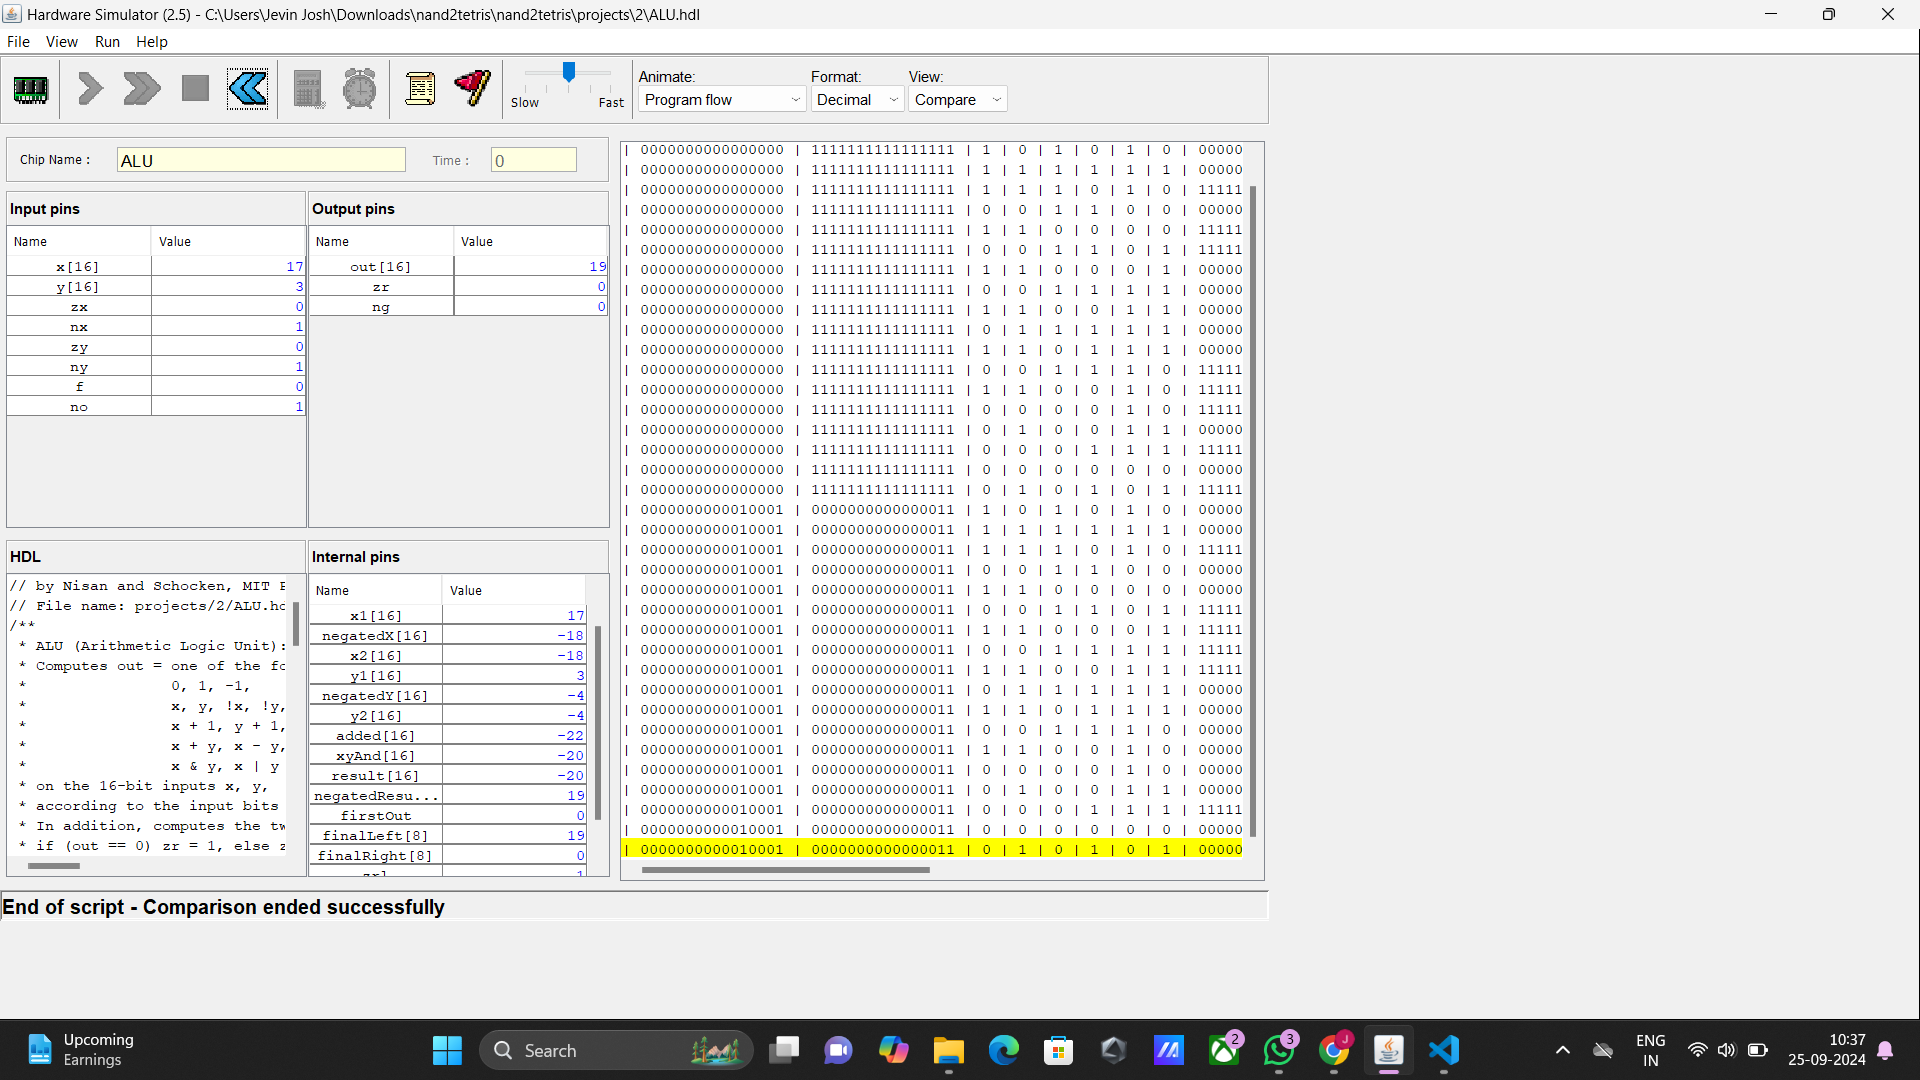 Hardware Simulator (2.5) - C:\Users\Jevin Josh\Downloads\nand2tetris\nand2tetris\projects\2\ALU.hdl
File View Run Help
Slow Fast
Animate: Format: View:
Program flow Decimal Compare
Chip Name : ALU Time : 0
Input pins
Name Value
x[16] 17
y[16] 3
zx 0
nx 1
zy 0
ny 1
f 0
no 1
Output pins
Name Value
out[16] 19
zr 0
ng 0
HDL
// by Nisan and Schocken, MIT P
// File name: projects/2/ALU.hd
/**
* ALU (Arithmetic Logic Unit):
* Computes out = one of the fo
* 0, 1, -1,
* x, y, !x, !y,
* x + 1, y + 1,
* x + y, x - y,
* x & y, x | y
* on the 16-bit inputs x, y,
* according to the input bits
* In addition, computes the tw
* if (out == 0) zr = 1, else z
Internal pins
Name Value
x1[16] 17
negatedX[16] -18
x2[16] -18
y1[16] 3
negatedY[16] -4
y2[16] -4
added[16] -22
xyAnd[16] -20
result[16] -20
negatedResu... 19
firstOut 0
finalLeft[8] 19
finalRight[8] 0
| 0000000000000000 | 1111111111111111 | 1 | 0 | 1 | 0 | 1 | 0 | 00000
| 0000000000000000 | 1111111111111111 | 1 | 1 | 1 | 1 | 1 | 1 | 00000
| 0000000000000000 | 1111111111111111 | 1 | 1 | 1 | 0 | 1 | 0 | 11111
| 0000000000000000 | 1111111111111111 | 0 | 0 | 1 | 1 | 0 | 0 | 00000
| 0000000000000000 | 1111111111111111 | 1 | 1 | 0 | 0 | 0 | 0 | 11111
| 0000000000000000 | 1111111111111111 | 0 | 0 | 1 | 1 | 0 | 1 | 11111
| 0000000000000000 | 1111111111111111 | 1 | 1 | 0 | 0 | 0 | 1 | 00000
| 0000000000000000 | 1111111111111111 | 0 | 0 | 1 | 1 | 1 | 1 | 00000
| 0000000000000000 | 1111111111111111 | 1 | 1 | 0 | 0 | 1 | 1 | 00000
| 0000000000000000 | 1111111111111111 | 0 | 1 | 1 | 1 | 1 | 1 | 00000
| 0000000000000000 | 1111111111111111 | 1 | 1 | 0 | 1 | 1 | 1 | 00000
| 0000000000000000 | 1111111111111111 | 0 | 0 | 1 | 1 | 1 | 0 | 11111
| 0000000000000000 | 1111111111111111 | 1 | 1 | 0 | 0 | 1 | 0 | 11111
| 0000000000000000 | 1111111111111111 | 0 | 0 | 0 | 0 | 1 | 0 | 11111
| 0000000000000000 | 1111111111111111 | 0 | 1 | 0 | 0 | 1 | 1 | 00000
| 0000000000000000 | 1111111111111111 | 0 | 0 | 0 | 1 | 1 | 1 | 11111
| 0000000000000000 | 1111111111111111 | 0 | 0 | 0 | 0 | 0 | 0 | 00000
| 0000000000000000 | 1111111111111111 | 0 | 1 | 0 | 1 | 0 | 1 | 11111
| 0000000000010001 | 0000000000000011 | 1 | 0 | 1 | 0 | 1 | 0 | 00000
| 0000000000010001 | 0000000000000011 | 1 | 1 | 1 | 1 | 1 | 1 | 00000
| 0000000000010001 | 0000000000000011 | 1 | 1 | 1 | 0 | 1 | 0 | 11111
| 0000000000010001 | 0000000000000011 | 0 | 0 | 1 | 1 | 0 | 0 | 00000
| 0000000000010001 | 0000000000000011 | 1 | 1 | 0 | 0 | 0 | 0 | 00000
| 0000000000010001 | 0000000000000011 | 0 | 0 | 1 | 1 | 0 | 1 | 11111
| 0000000000010001 | 0000000000000011 | 1 | 1 | 0 | 0 | 0 | 1 | 11111
| 0000000000010001 | 0000000000000011 | 0 | 0 | 1 | 1 | 1 | 1 | 11111
| 0000000000010001 | 0000000000000011 | 1 | 1 | 0 | 0 | 1 | 1 | 11111
| 0000000000010001 | 0000000000000011 | 0 | 1 | 1 | 1 | 1 | 1 | 00000
| 0000000000010001 | 0000000000000011 | 1 | 1 | 0 | 1 | 1 | 1 | 00000
| 0000000000010001 | 0000000000000011 | 0 | 0 | 1 | 1 | 1 | 0 | 00000
| 0000000000010001 | 0000000000000011 | 1 | 1 | 0 | 0 | 1 | 0 | 00000
| 0000000000010001 | 0000000000000011 | 0 | 0 | 0 | 0 | 1 | 0 | 00000
| 0000000000010001 | 0000000000000011 | 0 | 1 | 0 | 0 | 1 | 1 | 00000
| 0000000000010001 | 0000000000000011 | 0 | 0 | 0 | 1 | 1 | 1 | 11111
| 0000000000010001 | 0000000000000011 | 0 | 0 | 0 | 0 | 0 | 0 | 00000
| 0000000000010001 | 0000000000000011 | 0 | 1 | 0 | 1 | 0 | 1 | 00000
End of script - Comparison ended successfully
Upcoming
Earnings
Search
2
3
J
ENG
IN
10:37
25-09-2024